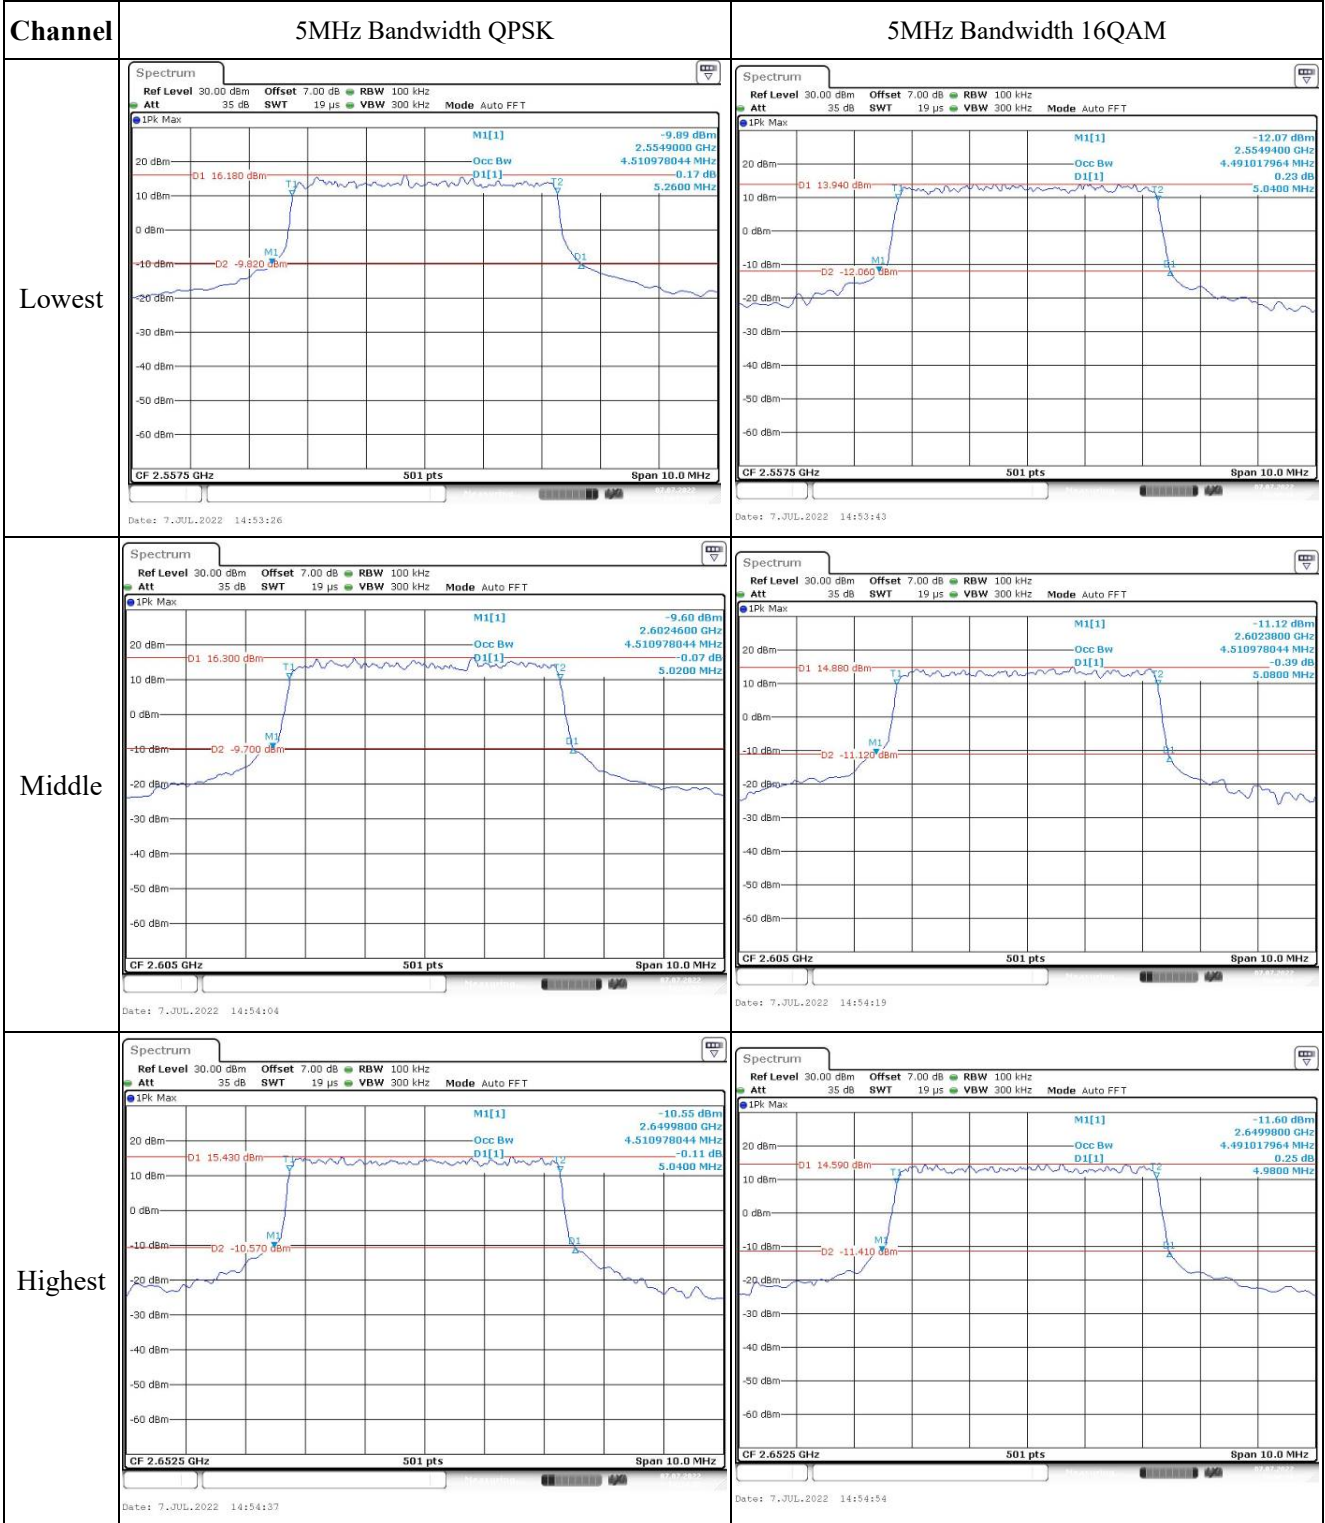 Channel 5MHz Bandwidth QPSK 5MHz Bandwidth 16QAM
Lowest
Spectrum
Ref Level 30.00 dBm Offset 7.00 dB RBW 100 kHz
Att 35 dB SWT 19 µs VBW 300 kHz Mode Auto FFT
1Pk Max
M1[1] -9.89 dBm
2.5549000 GHz
Occ Bw 4.510978044 MHz
D1[1] -0.17 dB
5.2600 MHz
20 dBm
D1 16.180 dBm
T1
T2
10 dBm
0 dBm
M1
D1
-10 dBm
D2 -9.820 dBm
-20 dBm
-30 dBm
-40 dBm
-50 dBm
-60 dBm
CF 2.5575 GHz 501 pts Span 10.0 MHz
Date: 7.JUL.2022 14:53:26
Spectrum
Ref Level 30.00 dBm Offset 7.00 dB RBW 100 kHz
Att 35 dB SWT 19 µs VBW 300 kHz Mode Auto FFT
1Pk Max
M1[1] -12.07 dBm
2.5549400 GHz
Occ Bw 4.491017964 MHz
D1[1] 0.23 dB
5.0400 MHz
20 dBm
D1 13.940 dBm
T1
T2
10 dBm
0 dBm
M1
D1
-10 dBm
D2 -12.060 dBm
-20 dBm
-30 dBm
-40 dBm
-50 dBm
-60 dBm
CF 2.5575 GHz 501 pts Span 10.0 MHz
Date: 7.JUL.2022 14:53:43
Middle
Spectrum
Ref Level 30.00 dBm Offset 7.00 dB RBW 100 kHz
Att 35 dB SWT 19 µs VBW 300 kHz Mode Auto FFT
1Pk Max
M1[1] -9.60 dBm
2.6024600 GHz
Occ Bw 4.510978044 MHz
D1[1] -0.07 dB
5.0200 MHz
20 dBm
D1 16.300 dBm
T1
T2
10 dBm
0 dBm
M1
D1
-10 dBm
D2 -9.700 dBm
-20 dBm
-30 dBm
-40 dBm
-50 dBm
-60 dBm
CF 2.605 GHz 501 pts Span 10.0 MHz
Date: 7.JUL.2022 14:54:04
Spectrum
Ref Level 30.00 dBm Offset 7.00 dB RBW 100 kHz
Att 35 dB SWT 19 µs VBW 300 kHz Mode Auto FFT
1Pk Max
M1[1] -11.12 dBm
2.6023800 GHz
Occ Bw 4.510978044 MHz
D1[1] -0.39 dB
5.0800 MHz
20 dBm
D1 14.880 dBm
T1
T2
10 dBm
0 dBm
M1
D1
-10 dBm
D2 -11.120 dBm
-20 dBm
-30 dBm
-40 dBm
-50 dBm
-60 dBm
CF 2.605 GHz 501 pts Span 10.0 MHz
Date: 7.JUL.2022 14:54:19
Highest
Spectrum
Ref Level 30.00 dBm Offset 7.00 dB RBW 100 kHz
Att 35 dB SWT 19 µs VBW 300 kHz Mode Auto FFT
1Pk Max
M1[1] -10.55 dBm
2.6499800 GHz
Occ Bw 4.510978044 MHz
D1[1] -0.11 dB
5.0400 MHz
20 dBm
D1 15.430 dBm
T1
T2
10 dBm
0 dBm
M1
D1
-10 dBm
D2 -10.570 dBm
-20 dBm
-30 dBm
-40 dBm
-50 dBm
-60 dBm
CF 2.6525 GHz 501 pts Span 10.0 MHz
Date: 7.JUL.2022 14:54:37
Spectrum
Ref Level 30.00 dBm Offset 7.00 dB RBW 100 kHz
Att 35 dB SWT 19 µs VBW 300 kHz Mode Auto FFT
1Pk Max
M1[1] -11.60 dBm
2.6499800 GHz
Occ Bw 4.491017964 MHz
D1[1] 0.25 dB
4.9800 MHz
20 dBm
D1 14.590 dBm
T1
T2
10 dBm
0 dBm
M1
D1
-10 dBm
D2 -11.410 dBm
-20 dBm
-30 dBm
-40 dBm
-50 dBm
-60 dBm
CF 2.6525 GHz 501 pts Span 10.0 MHz
Date: 7.JUL.2022 14:54:54